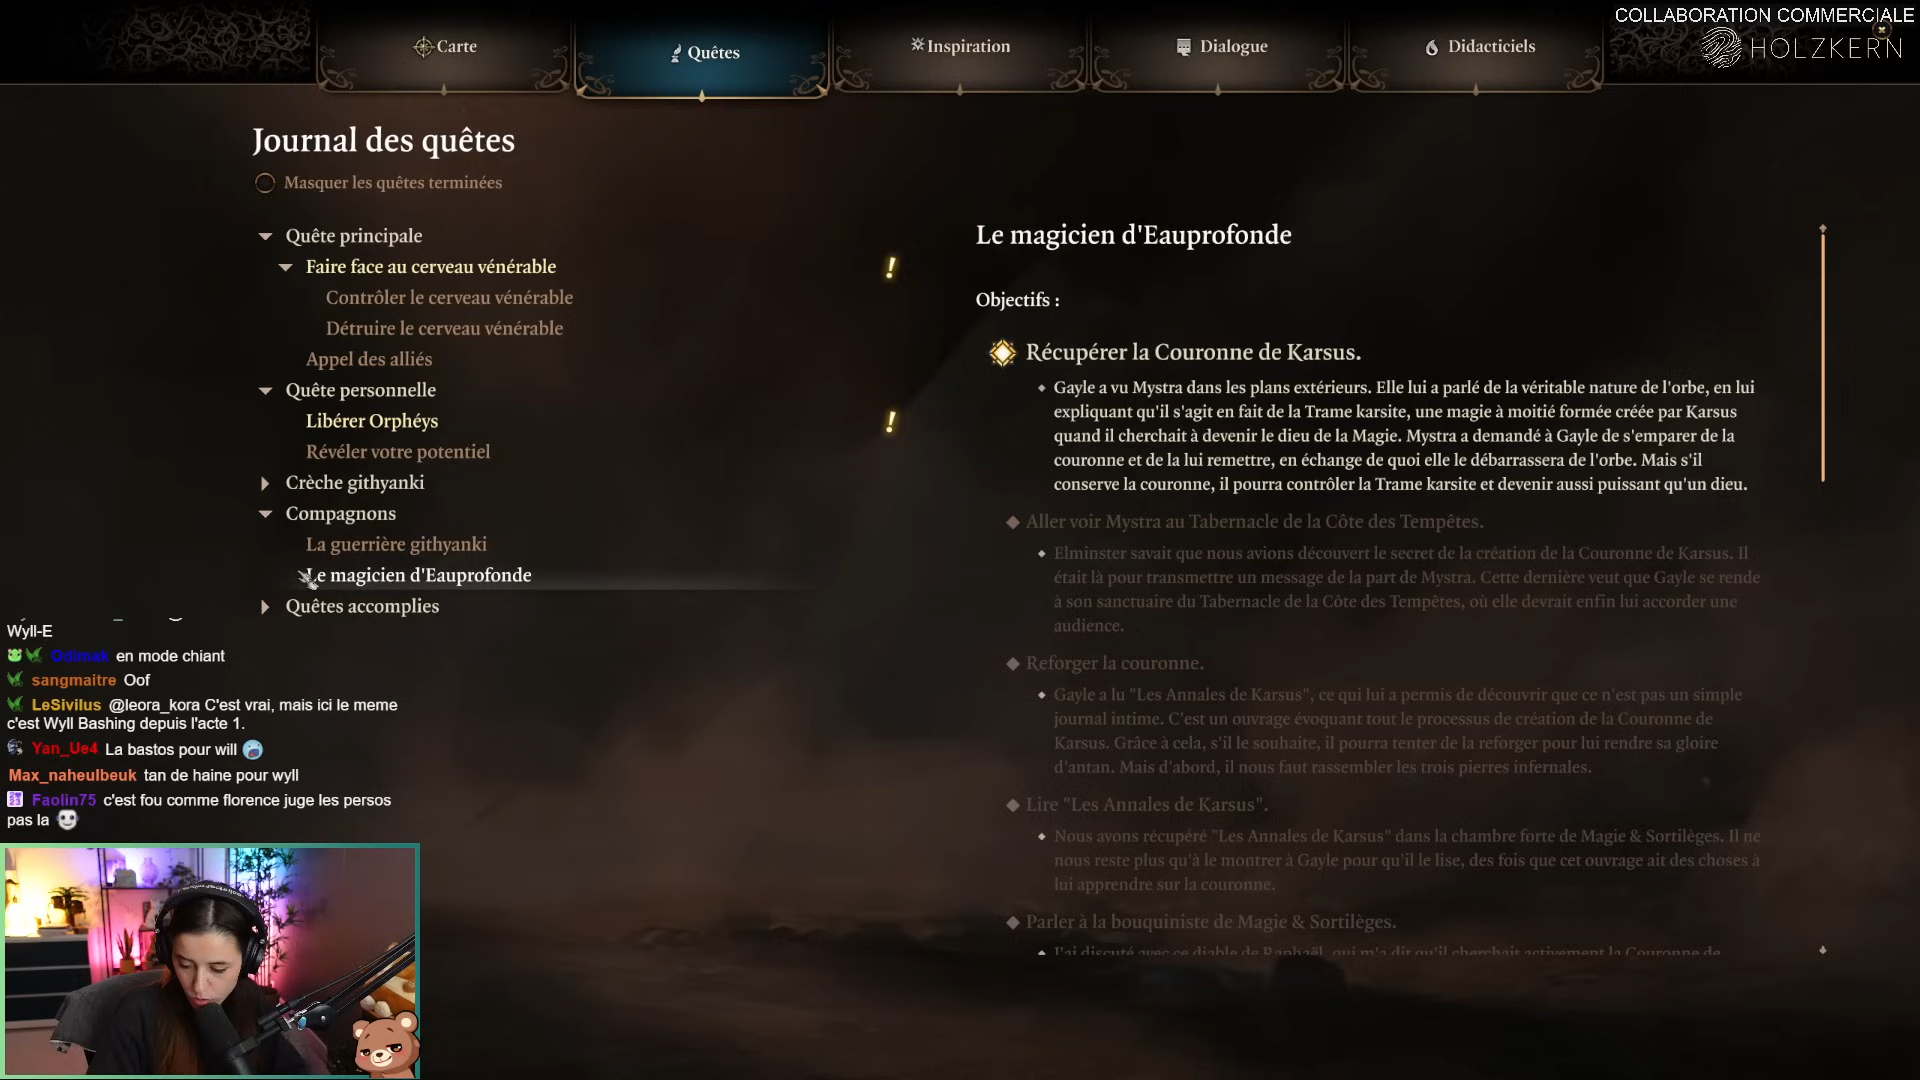 COLLABORATION COMMERCIALE
HOLZKERN
Carte
Quêtes
Inspiration
Dialogue
Didacticiels
Journal des quêtes
Masquer les quêtes terminées
Quête principale
Faire face au cerveau vénérable
!
Contrôler le cerveau vénérable
Détruire le cerveau vénérable
Appel des alliés
Quête personnelle
Libérer Orphéys
!
Révéler votre potentiel
Crèche githyanki
Compagnons
La guerrière githyanki
Le magicien d'Eauprofonde
Quêtes accomplies
Le magicien d'Eauprofonde
Objectifs :
Récupérer la Couronne de Karsus.
Gayle a vu Mystra dans les plans extérieurs. Elle lui a parlé de la véritable nature de l'orbe, en lui
expliquant qu'il s'agit en fait de la Trame karsite, une magie à moitié formée créée par Karsus
quand il cherchait à devenir le dieu de la Magie. Mystra a demandé à Gayle de s'emparer de la
couronne et de la lui remettre, en échange de quoi elle le débarrassera de l'orbe. Mais s'il
conserve la couronne, il pourra contrôler la Trame karsite et devenir aussi puissant qu'un dieu.
Aller voir Mystra au Tabernacle de la Côte des Tempêtes.
Elminster savait que nous avions découvert le secret de la création de la Couronne de Karsus. Il
était là pour transmettre un message de la part de Mystra. Cette dernière veut que Gayle se rende
à son sanctuaire du Tabernacle de la Côte des Tempêtes, où elle devrait enfin lui accorder une
audience.
Reforger la couronne.
Gayle a lu "Les Annales de Karsus", ce qui lui a permis de découvrir que ce n'est pas un simple
journal intime. C'est un ouvrage évoquant tout le processus de création de la Couronne de
Karsus. Grâce à cela, s'il le souhaite, il pourra tenter de la reforger pour lui rendre sa gloire
d'antan. Mais d'abord, il nous faut rassembler les trois pierres infernales.
Lire "Les Annales de Karsus".
Nous avons récupéré "Les Annales de Karsus" dans la chambre forte de Magie & Sortilèges. Il ne
nous reste plus qu'à le montrer à Gayle pour qu'il le lise, des fois que cet ouvrage ait des choses à
lui apprendre sur la couronne.
Parler à la bouquiniste de Magie & Sortilèges.
J'ai discuté avec ce diable de Raphaël, qui m'a dit qu'il cherchait activement la Couronne de
Wyll-E
Odimak en mode chiant
sangmaitre Oof
LeSivilus @leora_kora C'est vrai, mais ici le meme
c'est Wyll Bashing depuis l'acte 1.
Yan_Ue4 La bastos pour will
Max_naheulbeuk tan de haine pour wyll
Faolin75 c'est fou comme florence juge les persos
pas la